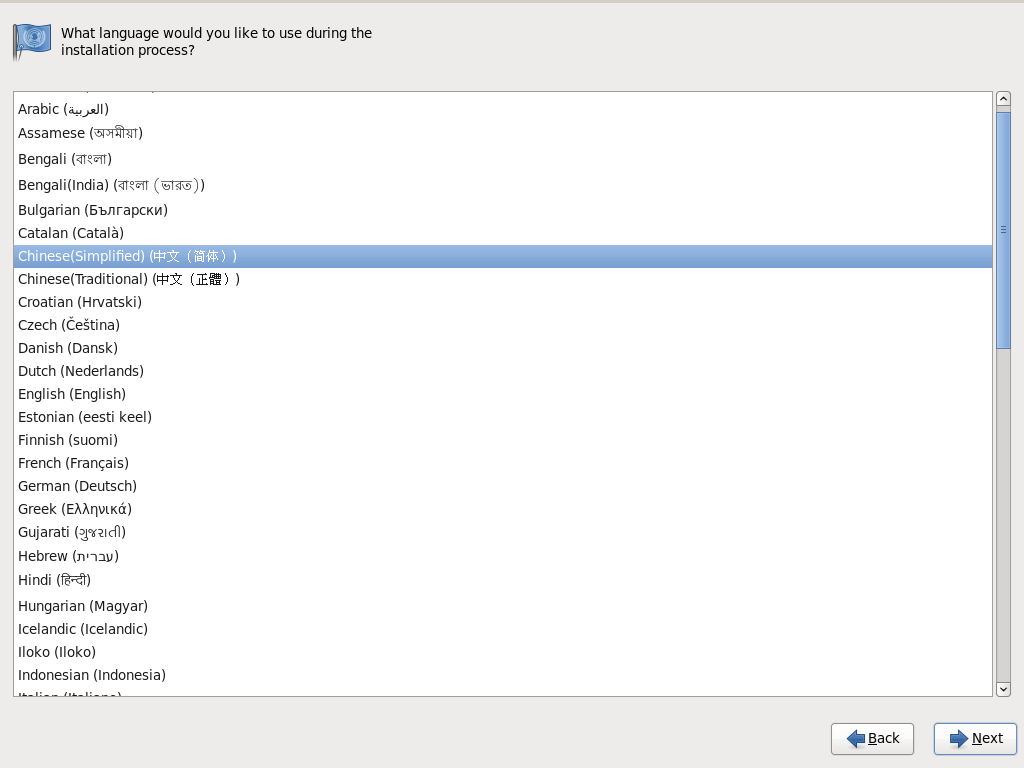 What language would you like to use during the
installation process?
Arabic (العربية)
Assamese (অসমীয়া)
Bengali (বাংলা)
Bengali(India) (বাংলা (ভারত))
Bulgarian (Български)
Catalan (Català)
Chinese(Simplified) (中文（简体）)
Chinese(Traditional) (中文（正體）)
Croatian (Hrvatski)
Czech (Čeština)
Danish (Dansk)
Dutch (Nederlands)
English (English)
Estonian (eesti keel)
Finnish (suomi)
French (Français)
German (Deutsch)
Greek (Ελληνικά)
Gujarati (ગુજરાતી)
Hebrew (עברית)
Hindi (हिन्दी)
Hungarian (Magyar)
Icelandic (Icelandic)
Iloko (Iloko)
Indonesian (Indonesia)
Italian (Italiano)
Back
Next